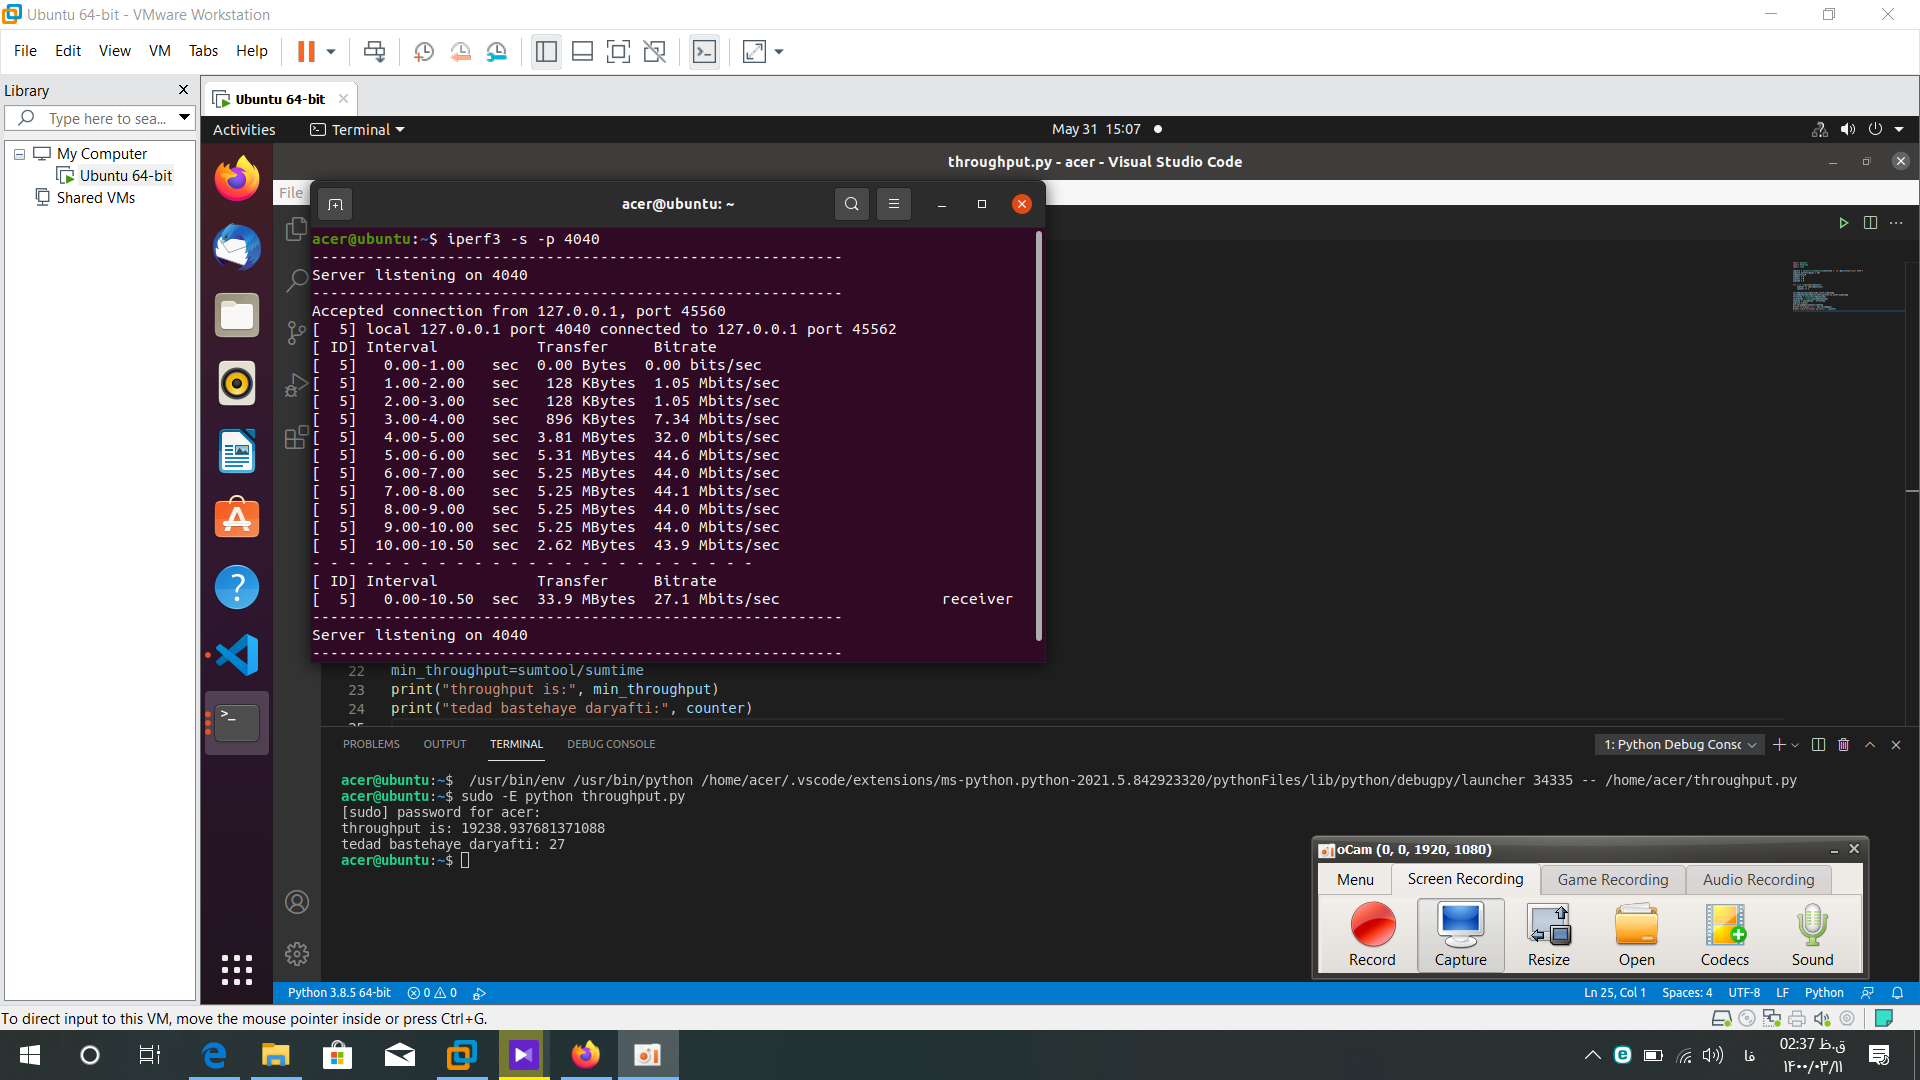 Ubuntu 64-bit - VMware Workstation
File Edit View VM Tabs Help
Library
Type here to sea...
My Computer
Ubuntu 64-bit
Shared VMs
Ubuntu 64-bit
Activities Terminal May 31 15:07
throughput.py - acer - Visual Studio Code
File
acer@ubuntu: ~
acer@ubuntu:~$ iperf3 -s -p 4040
-----------------------------------------------------------
Server listening on 4040
-----------------------------------------------------------
Accepted connection from 127.0.0.1, port 45560
[  5] local 127.0.0.1 port 4040 connected to 127.0.0.1 port 45562
[ ID] Interval           Transfer     Bitrate
[  5]   0.00-1.00   sec  0.00 Bytes  0.00 bits/sec
[  5]   1.00-2.00   sec   128 KBytes  1.05 Mbits/sec
[  5]   2.00-3.00   sec   128 KBytes  1.05 Mbits/sec
[  5]   3.00-4.00   sec   896 KBytes  7.34 Mbits/sec
[  5]   4.00-5.00   sec  3.81 MBytes  32.0 Mbits/sec
[  5]   5.00-6.00   sec  5.31 MBytes  44.6 Mbits/sec
[  5]   6.00-7.00   sec  5.25 MBytes  44.0 Mbits/sec
[  5]   7.00-8.00   sec  5.25 MBytes  44.1 Mbits/sec
[  5]   8.00-9.00   sec  5.25 MBytes  44.0 Mbits/sec
[  5]   9.00-10.00  sec  5.25 MBytes  44.0 Mbits/sec
[  5]  10.00-10.50  sec  2.62 MBytes  43.9 Mbits/sec
- - - - - - - - - - - - - - - - - - - - - - - - -
[ ID] Interval           Transfer     Bitrate
[  5]   0.00-10.50  sec  33.9 MBytes  27.1 Mbits/sec                  receiver
-----------------------------------------------------------
Server listening on 4040
-----------------------------------------------------------
22 min_throughput=sumtool/sumtime
23 print("throughput is:", min_throughput)
24 print("tedad bastehaye daryafti:", counter)
25
PROBLEMS OUTPUT TERMINAL DEBUG CONSOLE 1: Python Debug Consc
acer@ubuntu:~$  /usr/bin/env /usr/bin/python /home/acer/.vscode/extensions/ms-python.python-2021.5.842923320/pythonFiles/lib/python/debugpy/launcher 34335 -- /home/acer/throughput.py
acer@ubuntu:~$ sudo -E python throughput.py
[sudo] password for acer:
throughput is: 19238.937681371088
tedad bastehaye daryafti: 27
acer@ubuntu:~$
oCam (0, 0, 1920, 1080)
Menu Screen Recording Game Recording Audio Recording
Record Capture Resize Open Codecs Sound
Python 3.8.5 64-bit 0 0 Ln 25, Col 1 Spaces: 4 UTF-8 LF Python
To direct input to this VM, move the mouse pointer inside or press Ctrl+G.
فا
02:37 ق.ظ
۱۴۰۰/۰۳/۱۱